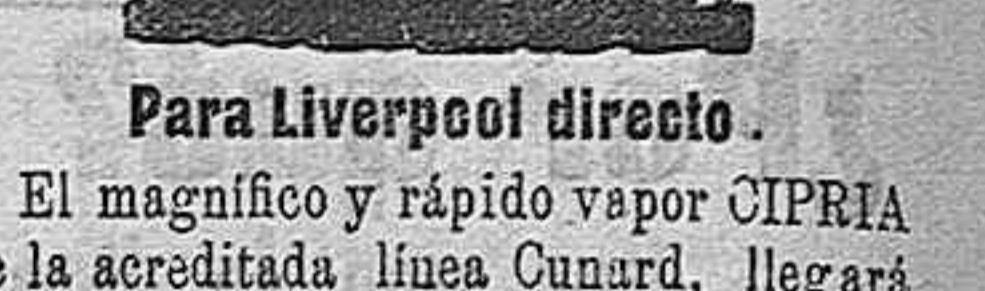 Para Liverpool directo.
El magnífico y rápido vapor CIPRIA
la acreditada línea Cunard, llegará